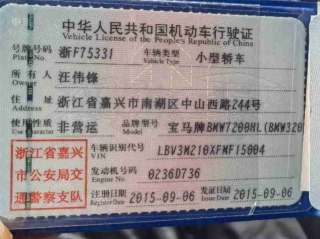 中华人民共和国机动车行驶证
Vehicle License of the People's Republic of China
号牌号码 浙F75331 车辆类型 小型轿车
Plate No. Vehicle Type
所有人 汪伟锋
Owner
住址 浙江省嘉兴市南湖区中山西路244号
Address
使用性质 非营运 品牌型号 宝马牌BMW7200HL(BMW320
Use Character Model
浙江省嘉兴市公安局交通警察支队
车辆识别代号 LBV3M210XFMF15004
VIN
发动机号码 0236D736
Engine No.
注册日期 2015-09-06 发证日期 2015-09-06
Register Date Issue Date